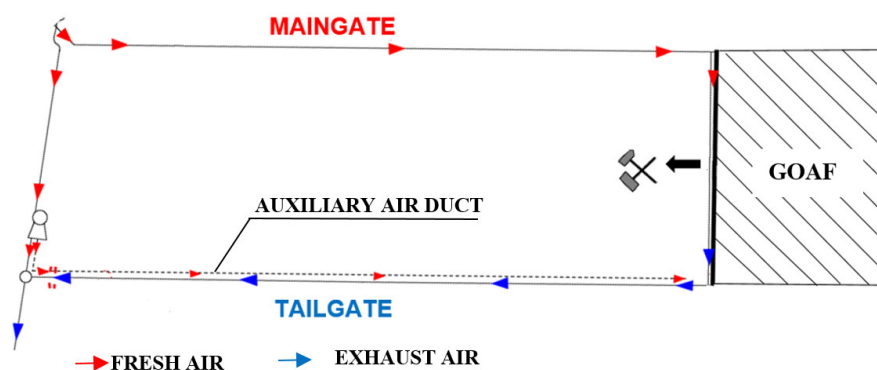 MAINGATE
GOAF
AUXILIARY AIR DUCT
TAILGATE
FRESH AIR
EXHAUST AIR